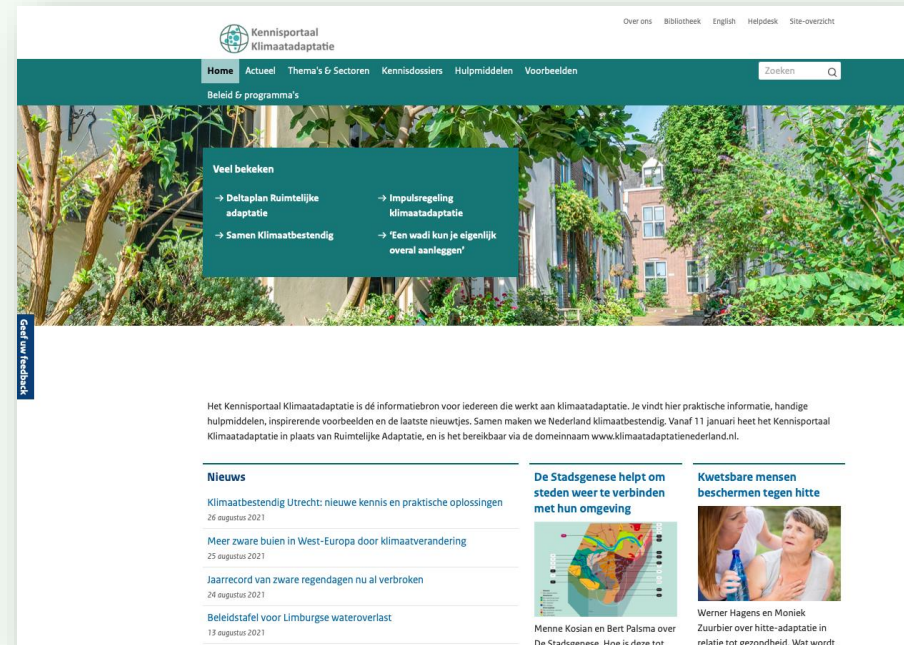 Kennisportaal
Klimaatadaptatie
Over ons Bibliotheek English Helpdesk Site-overzicht
Home Actueel Thema's & Sectoren Kennisdossiers Hulpmiddelen Voorbeelden
Zoeken
Beleid & programma's
Veel bekeken
→ Deltaplan Ruimtelijke
adaptatie
→ Samen Klimaatbestendig
→ Impulsregeling
klimaatadaptatie
→ 'Een wadi kun je eigenlijk
overal aanleggen'
Geef uw feedback
Het Kennisportaal Klimaatadaptatie is dé informatiebron voor iedereen die werkt aan klimaatadaptatie. Je vindt hier praktische informatie, handige
hulpmiddelen, inspirerende voorbeelden en de laatste nieuwtjes. Samen maken we Nederland klimaatbestendig. Vanaf 11 januari heet het Kennisportaal
Klimaatadaptatie in plaats van Ruimtelijke Adaptatie, en is het bereikbaar via de domeinnaam www.klimaatadaptatienederland.nl.
Nieuws
Klimaatbestendig Utrecht: nieuwe kennis en praktische oplossingen
26 augustus 2021
Meer zware buien in West-Europa door klimaatverandering
25 augustus 2021
Jaarrecord van zware regendagen nu al verbroken
24 augustus 2021
Beleidstafel voor Limburgse wateroverlast
13 augustus 2021
De Stadsgenese helpt om
steden weer te verbinden
met hun omgeving
Menne Kosian en Bert Palsma over
De Stadsgenese. Hoe is deze tot
Kwetsbare mensen
beschermen tegen hitte
Werner Hagens en Moniek
Zuurbier over hitte-adaptatie in
relatie tot gezondheid. Wat wordt